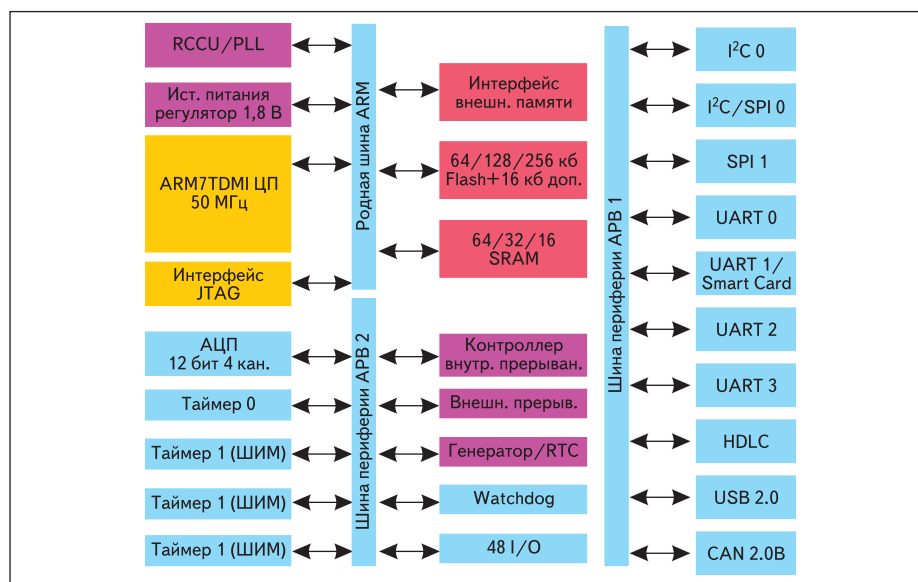 RCCU/PLL
Ист. питания
регулятор 1,8 В
ARM7TDMI ЦП
50 МГц
Интерфейс
JTAG
АЦП
12 бит 4 кан.
Таймер 0
Таймер 1 (ШИМ)
Таймер 1 (ШИМ)
Таймер 1 (ШИМ)
Родная шина ARM
Шина периферии APB 2
Интерфейс
внешн. памяти
64/128/256 кб
Flash+16 кб доп.
64/32/16
SRAM
Контроллер
внутр. прерыван.
Внешн. прерыв.
Генератор/RTC
Watchdog
48 I/O
Шина периферии APB 1
I²C 0
I²C/SPI 0
SPI 1
UART 0
UART 1/
Smart Card
UART 2
UART 3
HDLC
USB 2.0
CAN 2.0B